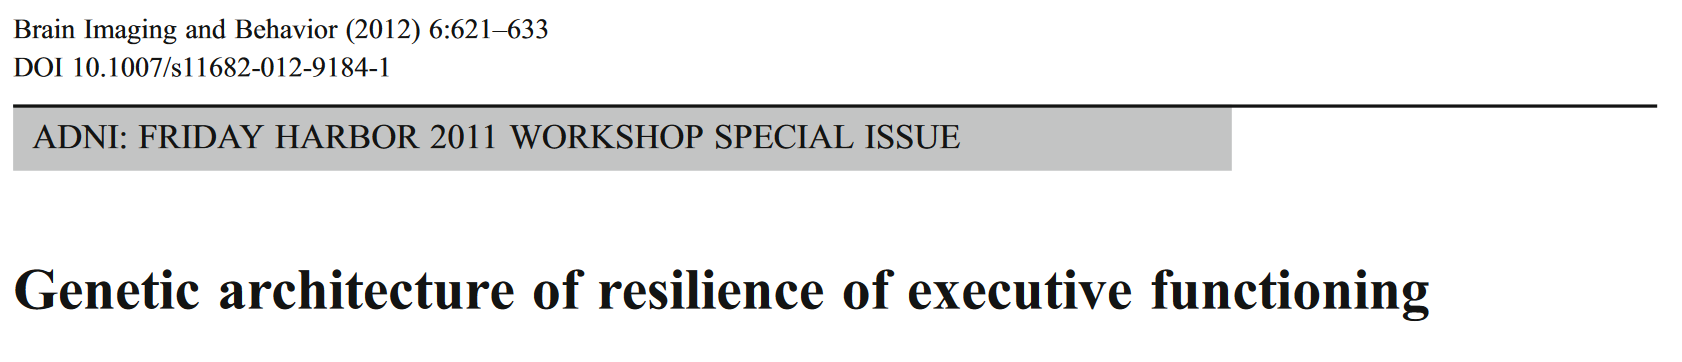 Brain Imaging and Behavior (2012) 6:621–633
DOI 10.1007/s11682-012-9184-1
ADNI: FRIDAY HARBOR 2011 WORKSHOP SPECIAL ISSUE
Genetic architecture of resilience of executive functioning